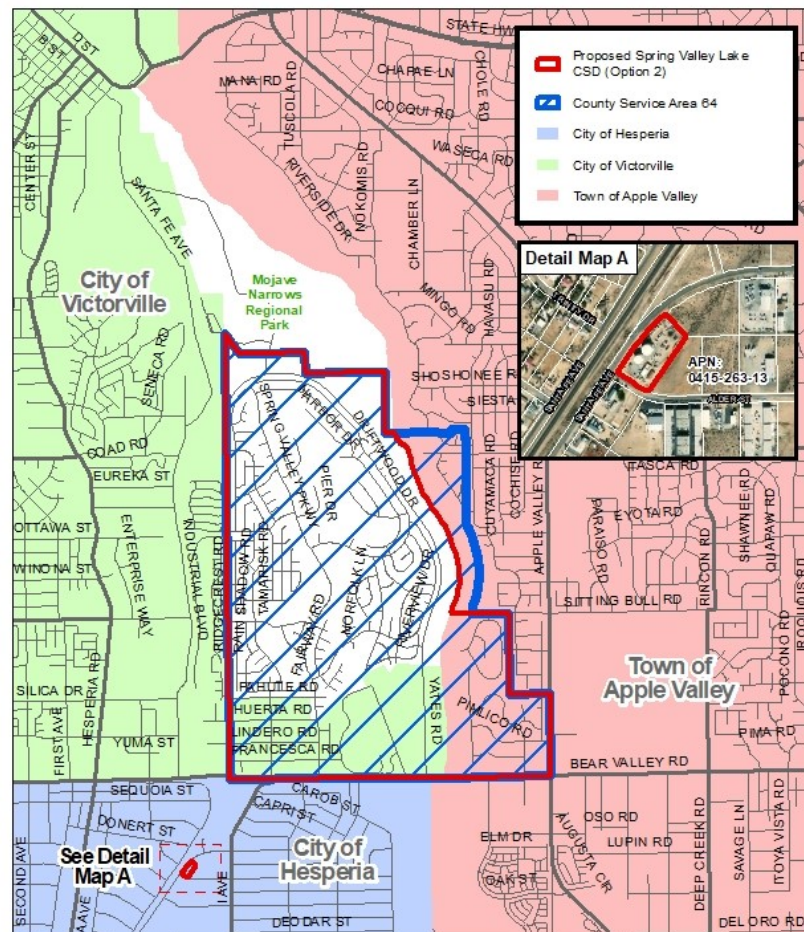 Proposed Spring Valley Lake
CSD (Option 2)
County Service Area 64
City of Hesperia
City of Victorville
Town of Apple Valley
Detail Map A
APN:
0415-263-13
ALDER ST
D ST
B ST
STATE HW
MANA RD
TUSCOLA RD
CHAPAE LN
CHOLE RD
COCQUI RD
WASECA RD
CENTER ST
SANTA FE AVE
RIVERSIDE DR
NOKOMIS RD
CHAMBER LN
HAVASU RD
MINGO RD
City of
Victorville
Mojave
Narrows
Regional
Park
SENECA RD
SHOSHONEE R
SIESTA
HARBOR DR
DRIFTWOOD DR
SPRING VALLEY PKWY
PIER DR
COAD RD
EUREKA ST
CUYAMACA RD
COCHISE RD
APPLE VALLEY R
TASCA RD
PARAISO RD
EYOTA RD
SHAWNEE RD
QUAPAW RD
OTTAWA ST
WINONA ST
ENTERPRISE WAY
INDUSTRIAL BLVD
RIDGECREST RD
RAIN SHADOW RD
TAMARISK RD
FAIRWAY RD
NORFOLK LN
RIVERVIEW DR
SITTING BULL RD
RINCON RD
IROQUOIS RD
POCONO RD
Town of
Apple Valley
SILICA DR
FIRST AVE
HESPERIA RD
PAHUTE RD
HUERTA RD
LINDERO RD
FRANCESCA RD
YATES RD
PIMLICO RD
YUMA ST
PIMA RD
BEAR VALLEY RD
SEQUOIA ST
CAROB ST
CAPRI ST
DONERT ST
See Detail
Map A
City of
Hesperia
SECOND AVE
A AVE
I AVE
DEODAR ST
ELM DR
OAK ST
AUGUSTA CIR
OSO RD
LUPIN RD
DEEP CREEK RD
SAVAGE LN
ITOYA VISTA RD
DEL ORO RD